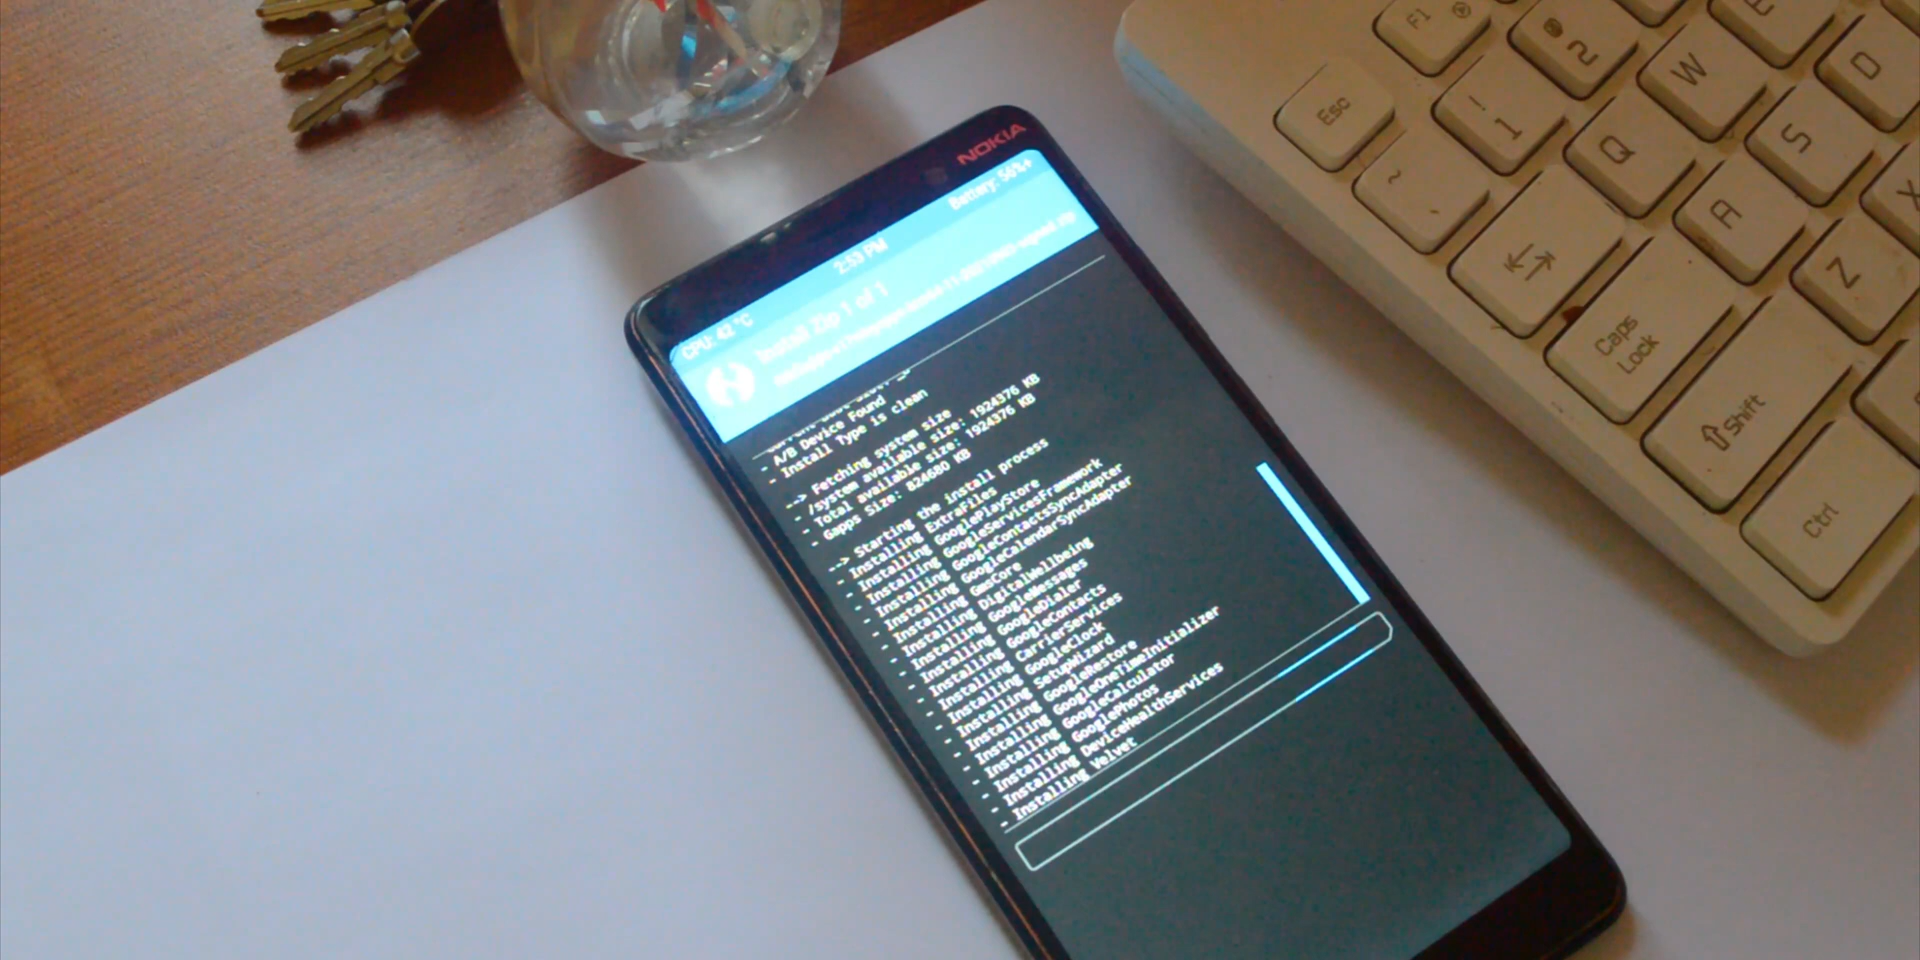 NOKIA
CPU: 42 °C
2:53 PM
Battery: 56%+
Install Zip 1 of 1
- A/B Device Found
- Install Type is clean
--> Fetching system size
- /system available size: 1924376 KB
- Total available size: 1924376 KB
- Gapps Size: 824680 KB
--> Starting the install process
- Installing ExtraFiles
- Installing GooglePlayStore
- Installing GoogleServicesFramework
- Installing GoogleContactsSyncAdapter
- Installing GoogleCalendarSyncAdapter
- Installing GmsCore
- Installing DigitalWellbeing
- Installing GoogleMessages
- Installing GoogleDialer
- Installing GoogleContacts
- Installing CarrierServices
- Installing GoogleClock
- Installing SetupWizard
- Installing GoogleRestore
- Installing GoogleOneTimeInitializer
- Installing GoogleCalculator
- Installing GooglePhotos
- Installing DeviceHealthServices
- Installing Velvet
Esc
F1
! 1
2
~
Q
W
E
A
S
D
Z
X
Caps Lock
Shift
Ctrl